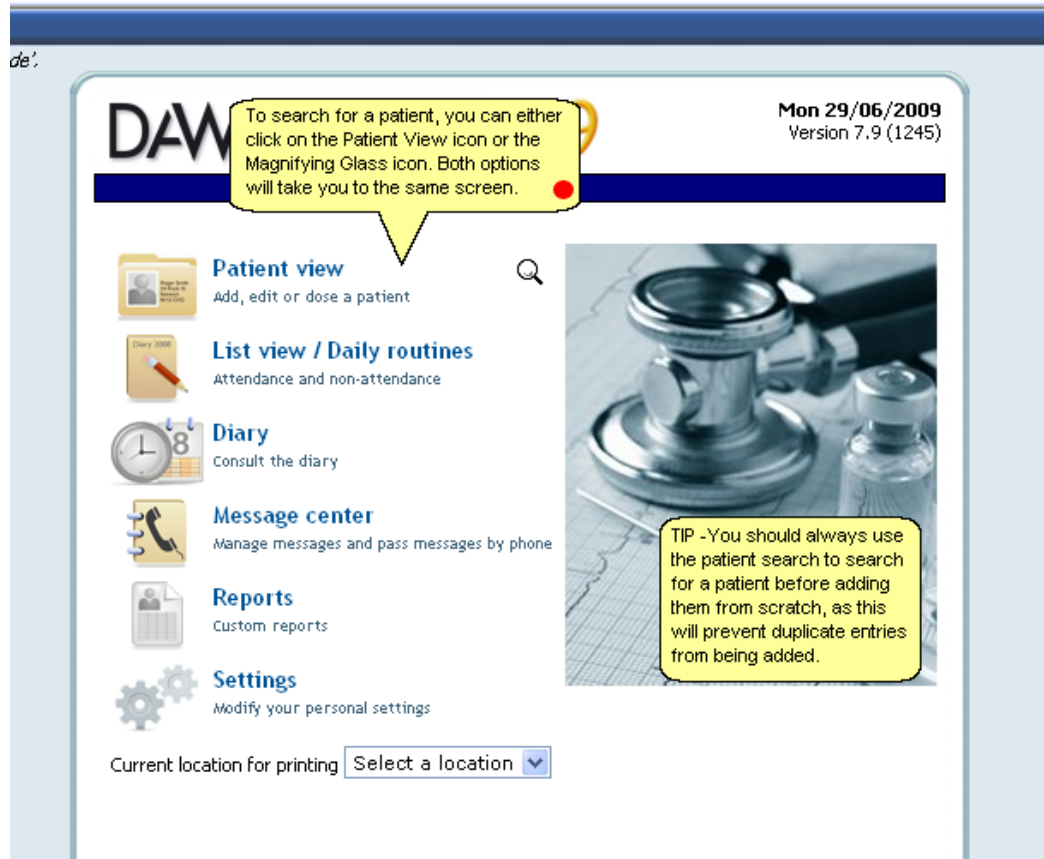 de',
DAW
9
Mon 29/06/2009
Version 7.9 (1245)
To search for a patient, you can either
click on the Patient View icon or the
Magnifying Glass icon. Both options
will take you to the same screen.
Patient view
Add, edit or dose a patient
Diary 2008
List view / Daily routines
Attendance and non-attendance
8
Diary
Consult the diary
Message center
Manage messages and pass messages by phone
Reports
Custom reports
Settings
Modify your personal settings
TIP -You should always use
the patient search to search
for a patient before adding
them from scratch, as this
will prevent duplicate entries
from being added.
Current location for printing Select a location